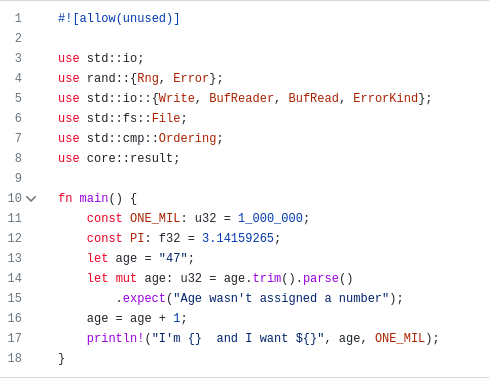 1 #![allow(unused)]
2
3 use std::io;
4 use rand::{Rng, Error};
5 use std::io::{Write, BufReader, BufRead, ErrorKind};
6 use std::fs::File;
7 use std::cmp::Ordering;
8 use core::result;
9
10 fn main() {
11     const ONE_MIL: u32 = 1_000_000;
12     const PI: f32 = 3.14159265;
13     let age = "47";
14     let mut age: u32 = age.trim().parse()
15         .expect("Age wasn't assigned a number");
16     age = age + 1;
17     println!("I'm {}  and I want ${}", age, ONE_MIL);
18 }